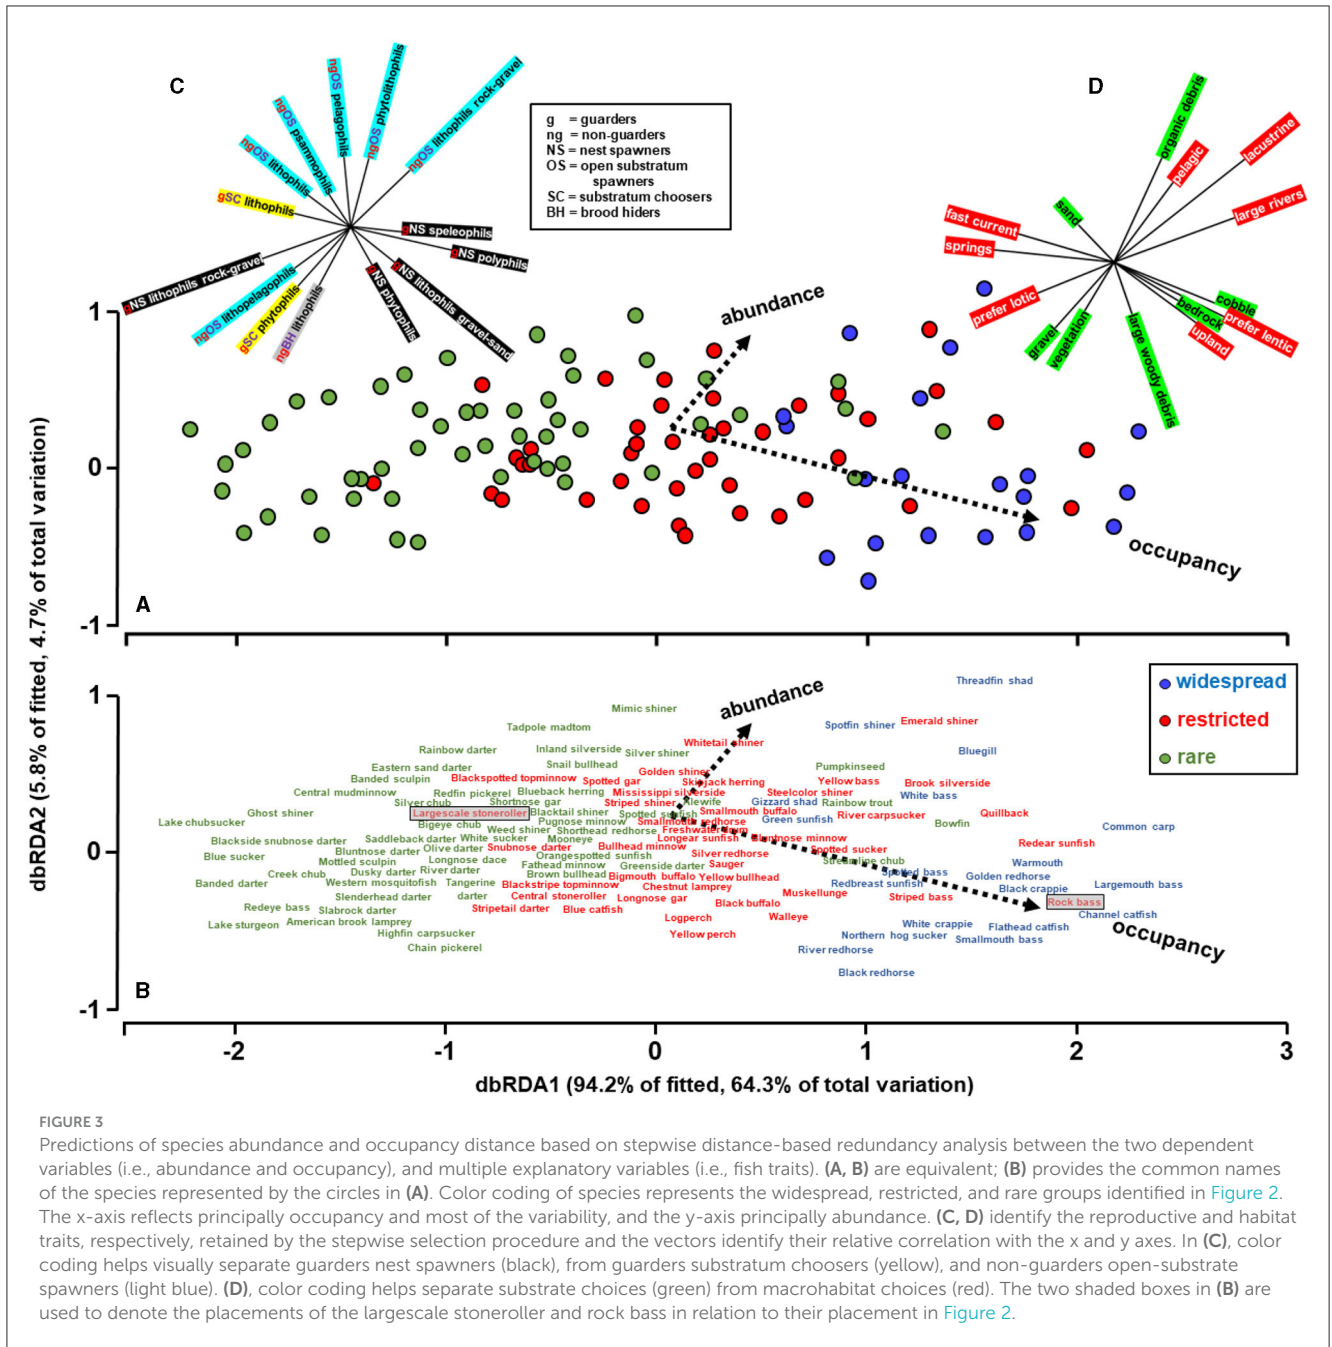 C
D
ngOS pelagophils
ngOS phytolithophils
ngOS lithophils rock-gravel
ngOS psammophils
ngOS lithophils
gSC lithophils
gNS speleophils
gNS polyphils
gNS lithophils gravel-sand
gNS phytophils
gNS lithophils rock-gravel
ngOS lithopelagophils
gSC phytophils
ngBH lithophils
g = guarders
ng = non-guarders
NS = nest spawners
OS = open substratum
spawners
SC = substratum choosers
BH = brood hiders
organic debris
pelagic
lacustrine
large rivers
sand
fast current
springs
prefer lotic
gravel
vegetation
large woody debris
bedrock
cobble
prefer lentic
upland
1
0
-1
abundance
occupancy
A
dbRDA2 (5.8% of fitted, 4.7% of total variation)
widespread
restricted
rare
1
0
-1
abundance
occupancy
B
Threadfin shad
Mimic shiner
Tadpole madtom
Spotfin shiner
Emerald shiner
Whitetail shiner
Rainbow darter
Inland silverside
Silver shiner
Bluegill
Eastern sand darter
Snail bullhead
Golden shiner
Pumpkinseed
Banded sculpin
Blackspotted topminnow
Spotted gar
Skipjack herring
Yellow bass
Brook silverside
Central mudminnow
Redfin pickerel
Blueback herring
Mississippi silverside
Steelcolor shiner
White bass
Silver chub
Shortnose gar
Striped shiner
Alewife
Gizzard shad
Rainbow trout
Ghost shiner
Largescale stoneroller
Blacktail shiner
Spotted sunfish
Smallmouth buffalo
River carpsucker
Quillback
Lake chubsucker
Bigeye chub
Pugnose minnow
Smallmouth redhorse
Green sunfish
Bowfin
Common carp
Weed shiner
Shorthead redhorse
Freshwater drum
Blackside snubnose darter
Saddleback darter
White sucker
Mooneye
Longear sunfish
Bluntnose minnow
Redear sunfish
Bluntnose darter
Olive darter
Snubnose darter
Bullhead minnow
Spotted sucker
Blue sucker
Mottled sculpin
Longnose dace
Orangespotted sunfish
Silver redhorse
Streamline chub
Warmouth
Creek chub
Dusky darter
River darter
Fathead minnow
Greenside darter
Sauger
Spotted bass
Golden redhorse
Brown bullhead
Bigmouth buffalo
Yellow bullhead
Banded darter
Western mosquitofish
Tangerine
darter
Blackstripe topminnow
Chestnut lamprey
Redbreast sunfish
Black crappie
Largemouth bass
Slenderhead darter
Central stoneroller
Longnose gar
Muskellunge
Striped bass
Rock bass
Redeye bass
Slabrock darter
Stripetail darter
Blue catfish
Black buffalo
Channel catfish
Lake sturgeon
American brook lamprey
Logperch
Walleye
White crappie
Flathead catfish
Highfin carpsucker
Yellow perch
Northern hog sucker
Smallmouth bass
Chain pickerel
River redhorse
Black redhorse
-2
-1
0
1
2
3
dbRDA1 (94.2% of fitted, 64.3% of total variation)
FIGURE 3
Predictions of species abundance and occupancy distance based on stepwise distance-based redundancy analysis between the two dependent
variables (i.e., abundance and occupancy), and multiple explanatory variables (i.e., fish traits). (A, B) are equivalent; (B) provides the common names
of the species represented by the circles in (A). Color coding of species represents the widespread, restricted, and rare groups identified in Figure 2.
The x-axis reflects principally occupancy and most of the variability, and the y-axis principally abundance. (C, D) identify the reproductive and habitat
traits, respectively, retained by the stepwise selection procedure and the vectors identify their relative correlation with the x and y axes. In (C), color
coding helps visually separate guarders nest spawners (black), from guarders substratum choosers (yellow), and non-guarders open-substrate
spawners (light blue). (D), color coding helps separate substrate choices (green) from macrohabitat choices (red). The two shaded boxes in (B) are
used to denote the placements of the largescale stoneroller and rock bass in relation to their placement in Figure 2.